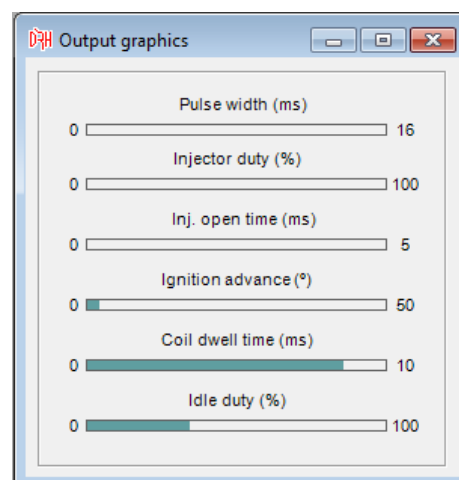 DRH Output graphics
Pulse width (ms)
0 16
Injector duty (%)
0 100
Inj. open time (ms)
0 5
Ignition advance (º)
0 50
Coil dwell time (ms)
0 10
Idle duty (%)
0 100